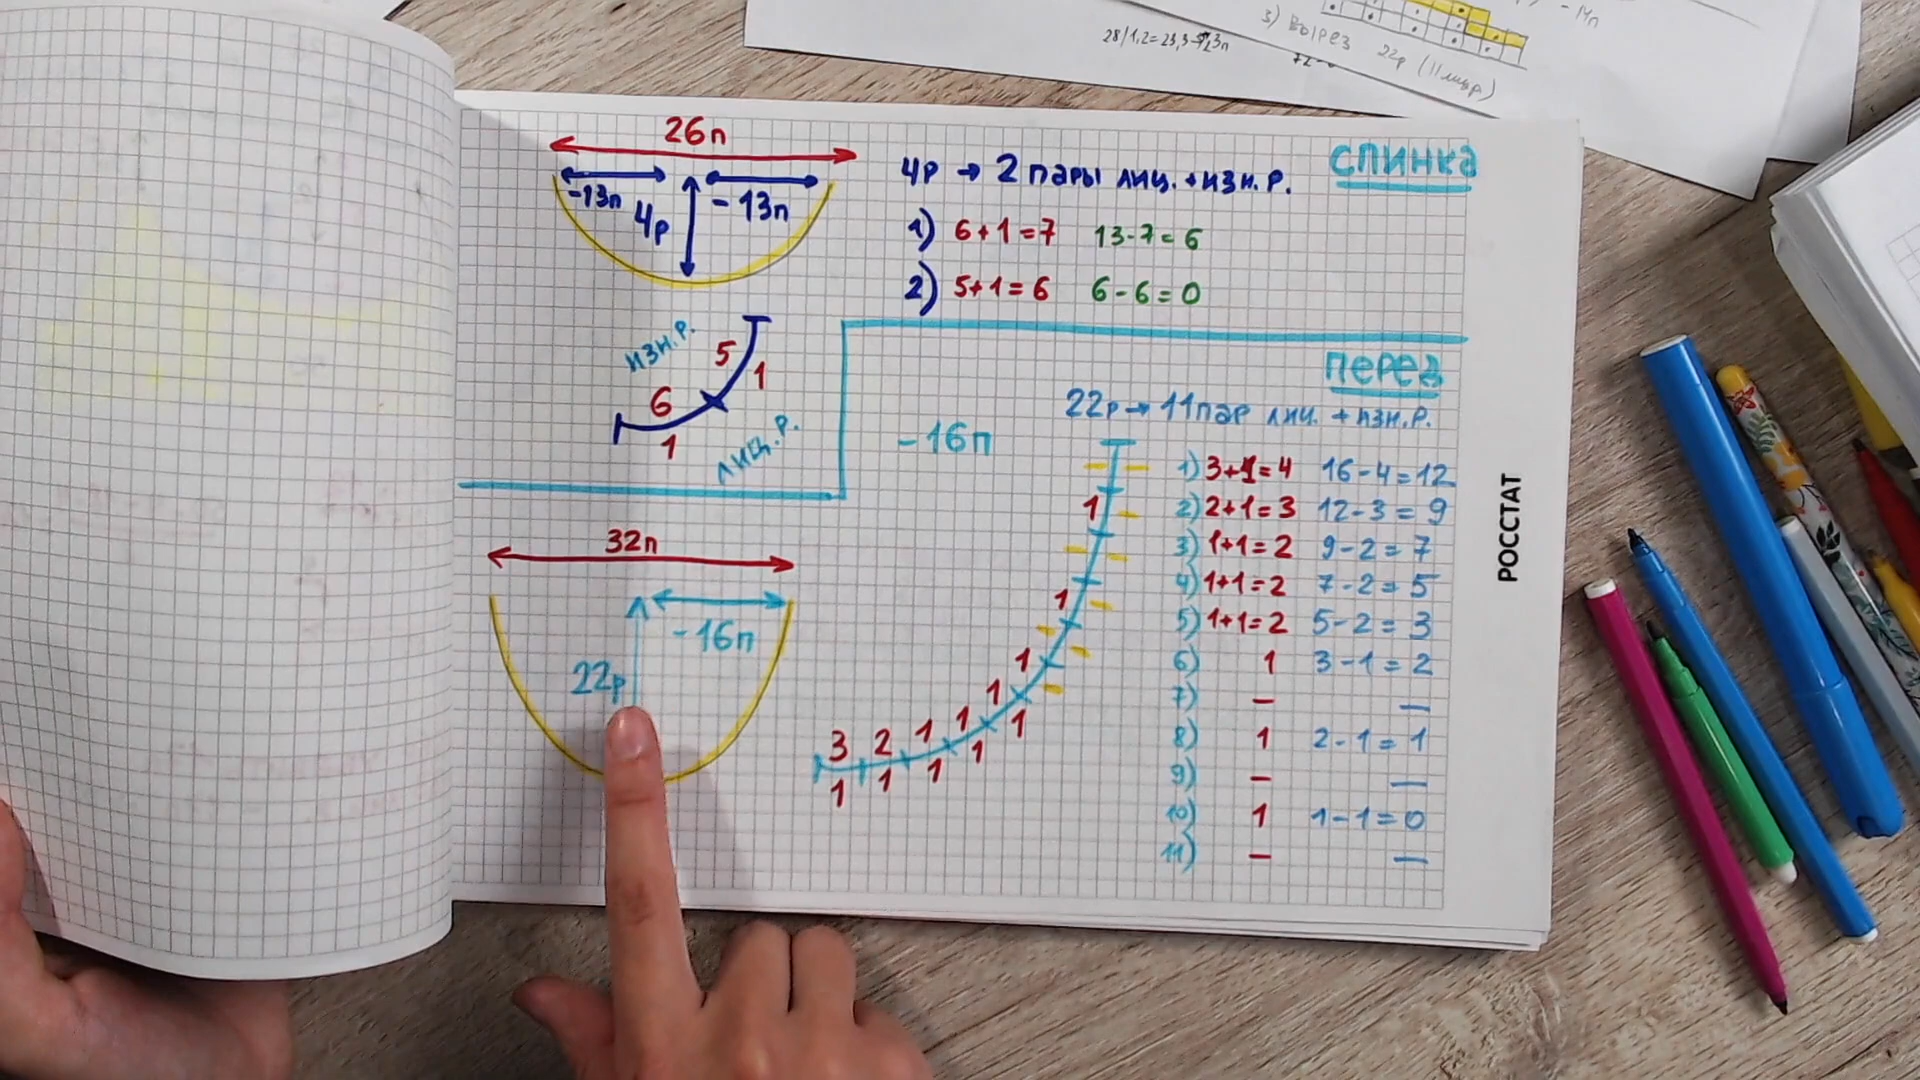 28/1,2=23,3
3) Вырез 22р (11лиц.р)
26п
-13п
-13п
4р
СПИНКА
4р → 2 пары лиц.+изн.р.
1) 6+1=7 13-7=6
2) 5+1=6 6-6=0
изн.р.
5
1
6
1
лиц.р.
ПЕРЕД
22р→11пар лиц.+изн.р.
-16п
1) 3+1=4 16-4=12
2) 2+1=3 12-3=9
3) 1+1=2 9-2=7
4) 1+1=2 7-2=5
5) 1+1=2 5-2=3
6) 1 3-1=2
7) — —
8) 1 2-1=1
9) — —
10) 1 1-1=0
11) — —
32п
-16п
22р
1
1
1
1
1
1
2
3
1
1
1
1
1
РОССТАТ